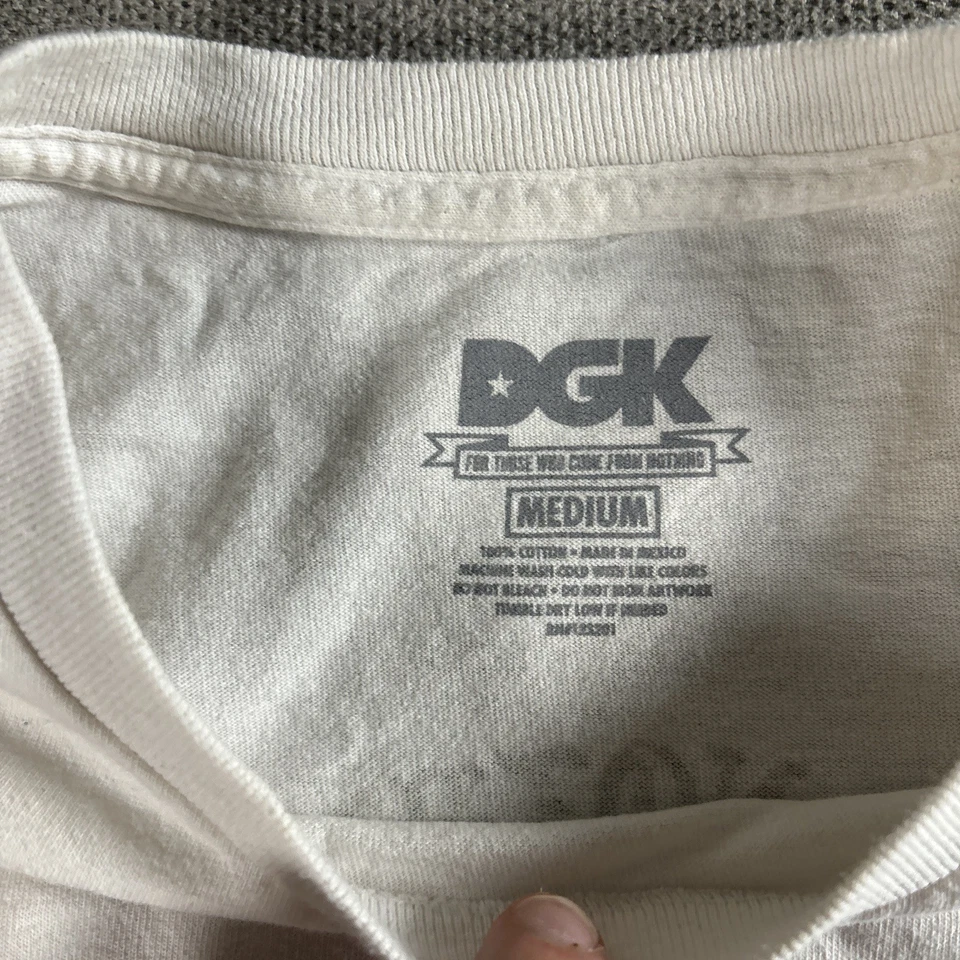 DGK
FOR THOSE WHO COME FROM NOTHING
MEDIUM
100% COTTON • MADE IN MEXICO
MACHINE WASH COLD WITH LIKE COLORS
DO NOT BLEACH • DO NOT IRON ARTWORK
TUMBLE DRY LOW IF NEEDED